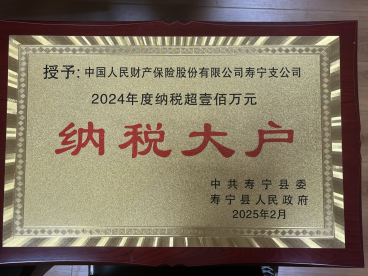 授予:中国人民财产保险股份有限公司寿宁支公司
2024年度纳税超壹佰万元
纳税大户
中共寿宁县委
寿宁县人民政府
2025年2月